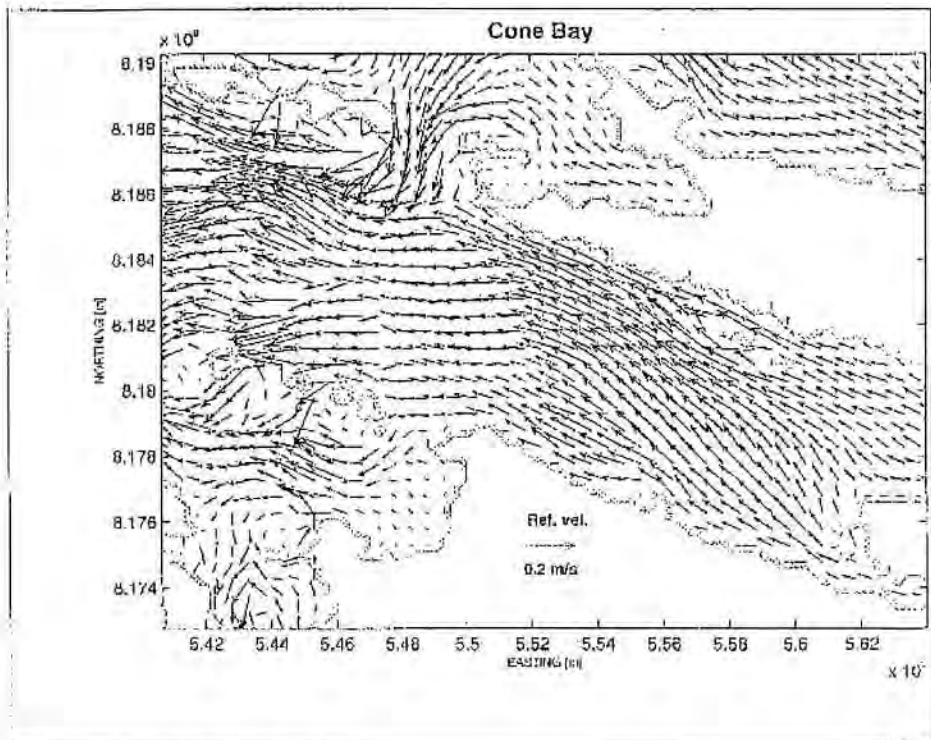 Cone Bay
x 10⁶
8.19
8.188
8.186
8.184
8.182
8.18
8.178
8.176
8.174
NORTHING [m]
Ref. vel.
0.2 m/s
5.42 5.44 5.46 5.48 5.5 5.52 5.54 5.56 5.58 5.6 5.62
EASTING [m]
x 10